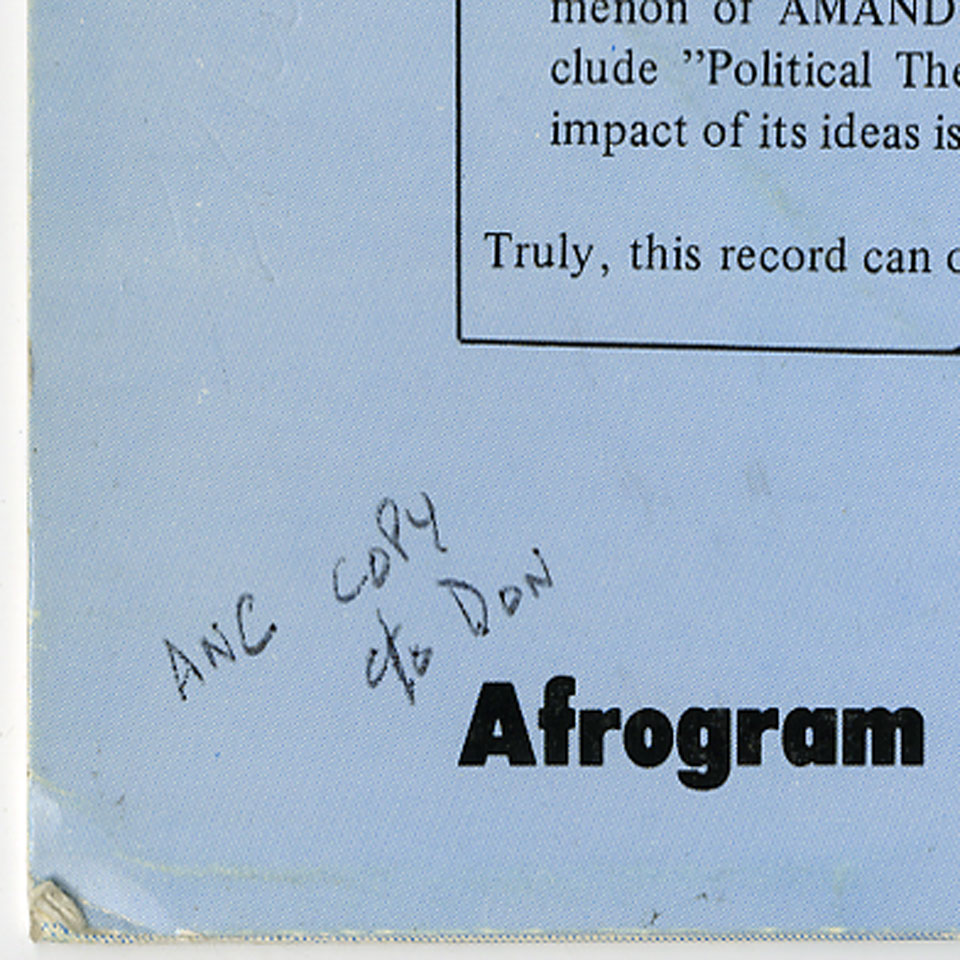 menon of AMAND
clude ”Political The
impact of its ideas is
Truly, this record can
ANC COPY
c/o DON
Afrogram